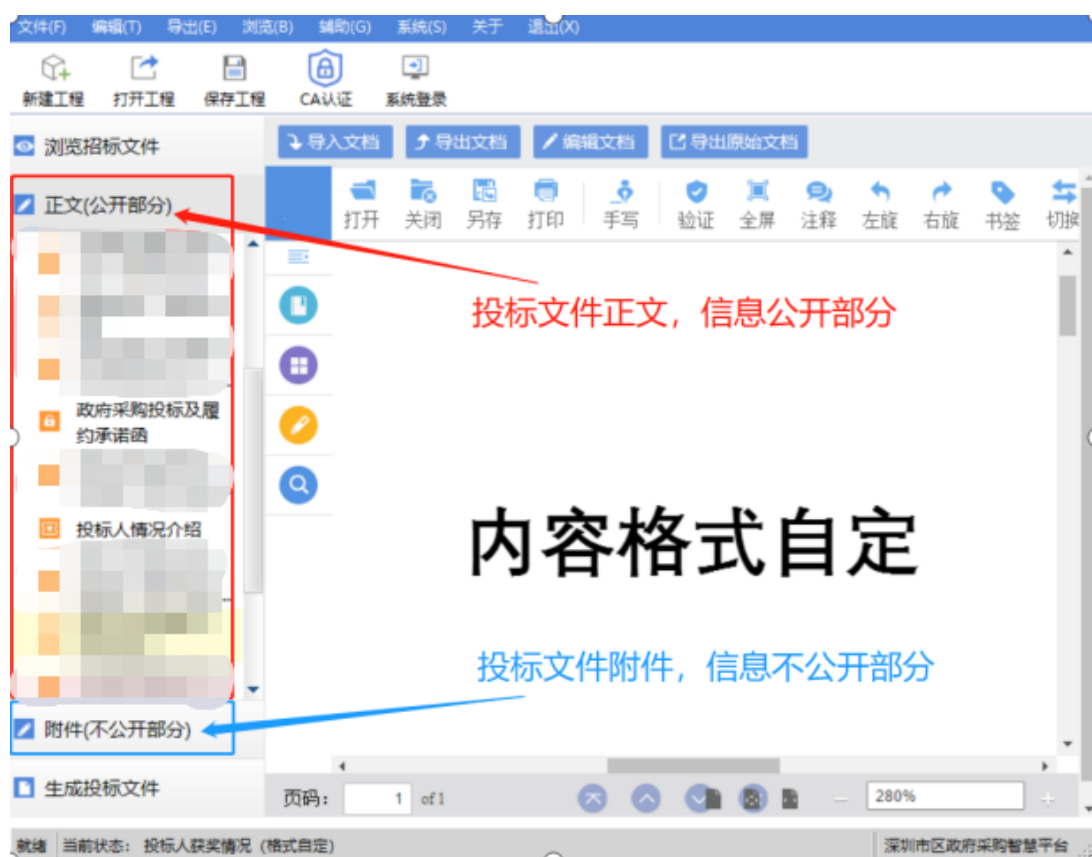 文件(F) 编辑(T) 导出(E) 浏览(B) 辅助(G) 系统(S) 关于 退出(X)
新建工程 打开工程 保存工程 CA认证 系统登录
浏览招标文件
导入文档 导出文档 编辑文档 导出原始文档
正文(公开部分)
打开 关闭 另存 打印 手写 验证 全屏 注释 左旋 右旋 书签 切换
投标文件正文，信息公开部分
政府采购投标及履
约承诺函
投标人情况介绍
内容格式自定
投标文件附件，信息不公开部分
附件(不公开部分)
生成投标文件
页码: 1 of1 280%
就绪 当前状态: 投标人获奖情况 (格式自定) 深圳市区政府采购智慧平台